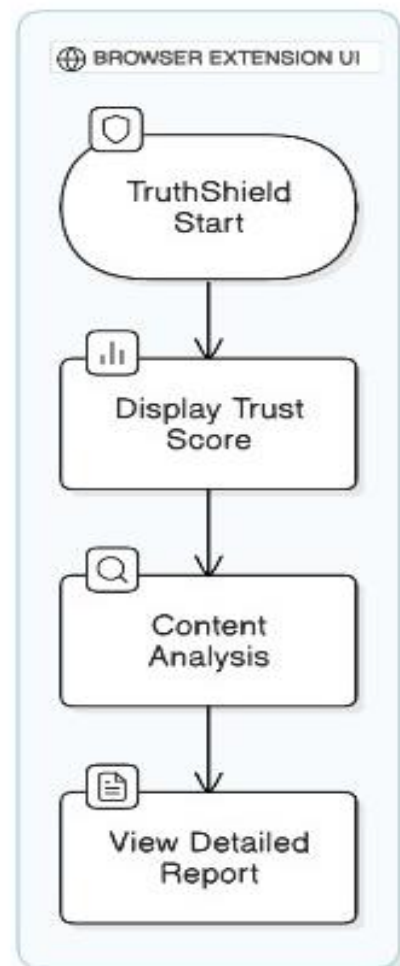 BROWSER EXTENSION UI
TruthShield
Start
Display Trust
Score
Content
Analysis
View Detailed
Report